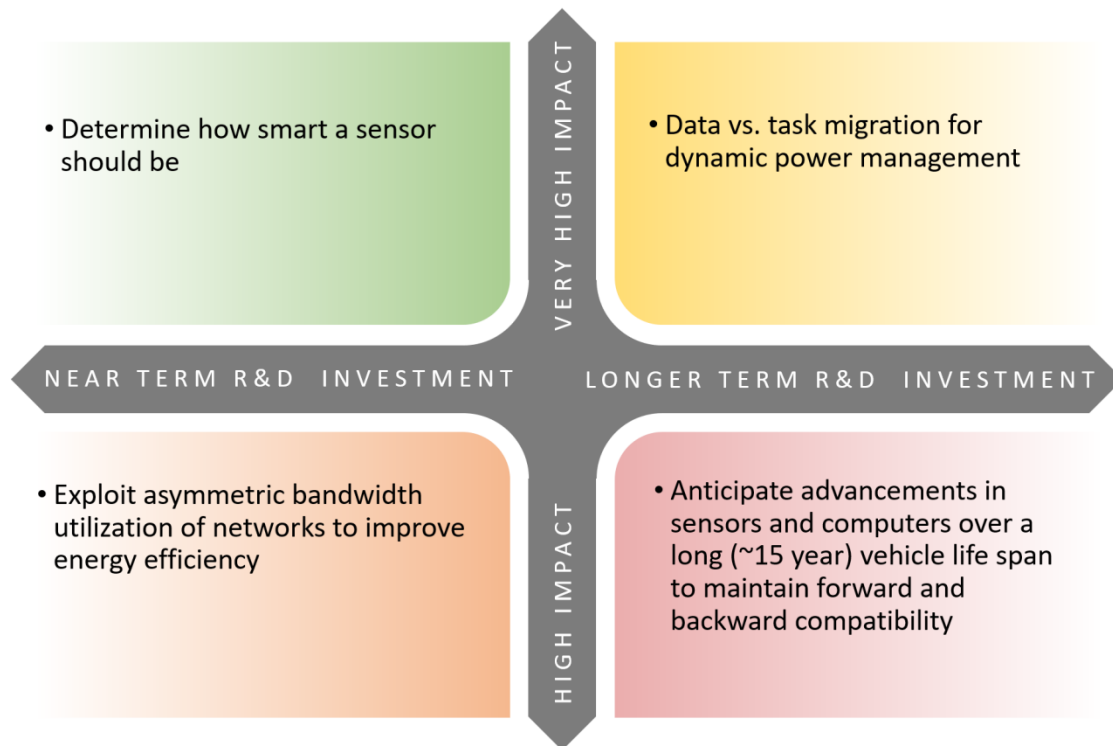 VERY HIGH IMPACT
• Determine how smart a sensor
should be
• Data vs. task migration for
dynamic power management
NEAR TERM R&D INVESTMENT
LONGER TERM R&D INVESTMENT
• Exploit asymmetric bandwidth
utilization of networks to improve
energy efficiency
• Anticipate advancements in
sensors and computers over a
long (~15 year) vehicle life span
to maintain forward and
backward compatibility
HIGH IMPACT